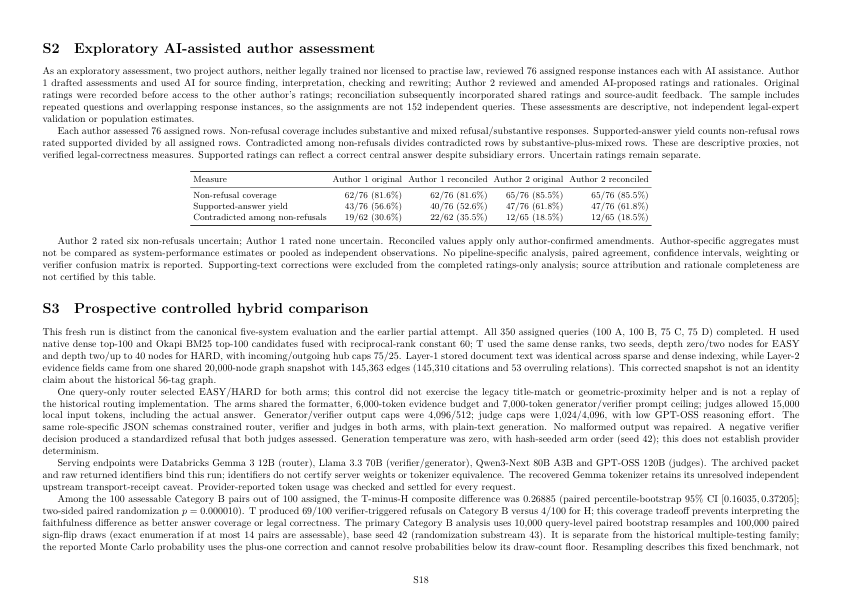 S2 Exploratory AI-assisted author assessment
As an exploratory assessment, two project authors, neither legally trained nor licensed to practise law, reviewed 76 assigned response instances each with AI assistance. Author
1 drafted assessments and used AI for source finding, interpretation, checking and rewriting; Author 2 reviewed and amended AI-proposed ratings and rationales. Original
ratings were recorded before access to the other author's ratings; reconciliation subsequently incorporated shared ratings and source-audit feedback. The sample includes
repeated questions and overlapping response instances, so the assignments are not 152 independent queries. These assessments are descriptive, not independent legal-expert
validation or population estimates.
Each author assessed 76 assigned rows. Non-refusal coverage includes substantive and mixed refusal/substantive responses. Supported-answer yield counts non-refusal rows
rated supported divided by all assigned rows. Contradicted among non-refusals divides contradicted rows by substantive-plus-mixed rows. These are descriptive proxies, not
verified legal-correctness measures. Supported ratings can reflect a correct central answer despite subsidiary errors. Uncertain ratings remain separate.
Measure Author 1 original Author 1 reconciled Author 2 original Author 2 reconciled
Non-refusal coverage 62/76 (81.6%) 62/76 (81.6%) 65/76 (85.5%) 65/76 (85.5%)
Supported-answer yield 43/76 (56.6%) 40/76 (52.6%) 47/76 (61.8%) 47/76 (61.8%)
Contradicted among non-refusals 19/62 (30.6%) 22/62 (35.5%) 12/65 (18.5%) 12/65 (18.5%)
Author 2 rated six non-refusals uncertain; Author 1 rated none uncertain. Reconciled values apply only author-confirmed amendments. Author-specific aggregates must
not be compared as system-performance estimates or pooled as independent observations. No pipeline-specific analysis, paired agreement, confidence intervals, weighting or
verifier confusion matrix is reported. Supporting-text corrections were excluded from the completed ratings-only analysis; source attribution and rationale completeness are
not certified by this table.
S3 Prospective controlled hybrid comparison
This fresh run is distinct from the canonical five-system evaluation and the earlier partial attempt. All 350 assigned queries (100 A, 100 B, 75 C, 75 D) completed. H used
native dense top-100 and Okapi BM25 top-100 candidates fused with reciprocal-rank constant 60; T used the same dense ranks, two seeds, depth zero/two nodes for EASY
and depth two/up to 40 nodes for HARD, with incoming/outgoing hub caps 75/25. Layer-1 stored document text was identical across sparse and dense indexing, while Layer-2
evidence fields came from one shared 20,000-node graph snapshot with 145,363 edges (145,310 citations and 53 overruling relations). This corrected snapshot is not an identity
claim about the historical 56-tag graph.
One query-only router selected EASY/HARD for both arms; this control did not exercise the legacy title-match or geometric-proximity helper and is not a replay of
the historical routing implementation. The arms shared the formatter, 6,000-token evidence budget and 7,000-token generator/verifier prompt ceiling; judges allowed 15,000
local input tokens, including the actual answer. Generator/verifier output caps were 4,096/512; judge caps were 1,024/4,096, with low GPT-OSS reasoning effort. The
same role-specific JSON schemas constrained router, verifier and judges in both arms, with plain-text generation. No malformed output was repaired. A negative verifier
decision produced a standardized refusal that both judges assessed. Generation temperature was zero, with hash-seeded arm order (seed 42); this does not establish provider
determinism.
Serving endpoints were Databricks Gemma 3 12B (router), Llama 3.3 70B (verifier/generator), Qwen3-Next 80B A3B and GPT-OSS 120B (judges). The archived packet
and raw returned identifiers bind this run; identifiers do not certify server weights or tokenizer equivalence. The recovered Gemma tokenizer retains its unresolved independent
upstream transport-receipt caveat. Provider-reported token usage was checked and settled for every request.
Among the 100 assessable Category B pairs out of 100 assigned, the T-minus-H composite difference was 0.26885 (paired percentile-bootstrap 95% CI [0.16035, 0.37205];
two-sided paired randomization p = 0.000010). T produced 69/100 verifier-triggered refusals on Category B versus 4/100 for H; this coverage tradeoff prevents interpreting the
faithfulness difference as better answer coverage or legal correctness. The primary Category B analysis uses 10,000 query-level paired bootstrap resamples and 100,000 paired
sign-flip draws (exact enumeration if at most 14 pairs are assessable), base seed 42 (randomization substream 43). It is separate from the historical multiple-testing family;
the reported Monte Carlo probability uses the plus-one correction and cannot resolve probabilities below its draw-count floor. Resampling describes this fixed benchmark, not
S18